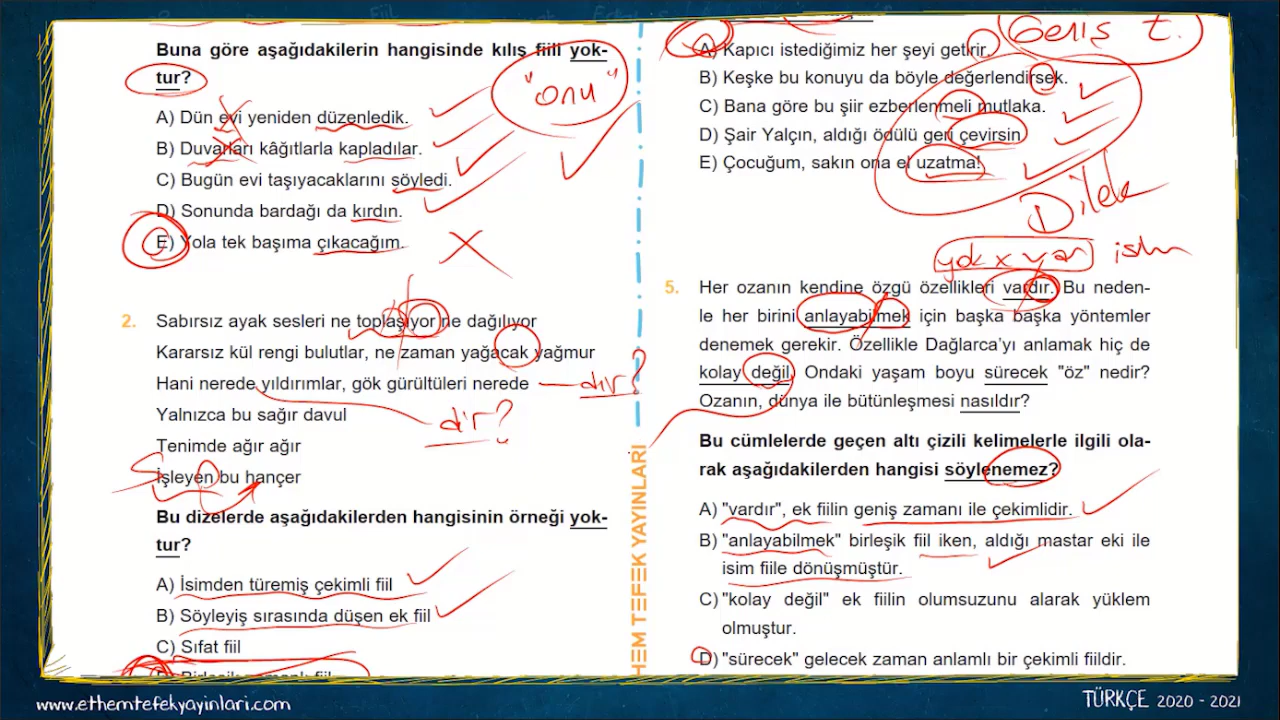 Buna göre aşağıdakilerin hangisinde kılış fiili yok-
tur?
"onu"
A) Dün evi yeniden düzenledik.
B) Duvarları kâğıtlarla kapladılar.
C) Bugün evi taşıyacaklarını söyledi.
D) Sonunda bardağı da kırdın.
E) Yola tek başıma çıkacağım.
2. Sabırsız ayak sesleri ne toplaşıyor ne dağılıyor
Kararsız kül rengi bulutlar, ne zaman yağacak yağmur
Hani nerede yıldırımlar, gök gürültüleri nerede
dır?
Yalnızca bu sağır davul
dir?
Tenimde ağır ağır
İşleyen bu hançer
Bu dizelerde aşağıdakilerden hangisinin örneği yok-
tur?
A) İsimden türemiş çekimli fiil
B) Söyleyiş sırasında düşen ek fiil
C) Sıfat fiil
HEM TEFEK YAYINLARI
Geniş t.
A) Kapıcı istediğimiz her şeyi getirir.
B) Keşke bu konuyu da böyle değerlendirsek.
C) Bana göre bu şiir ezberlenmeli mutlaka.
D) Şair Yalçın, aldığı ödülü geri çevirsin
E) Çocuğum, sakın ona el uzatma!
Dilek
yok x var isim
5. Her ozanın kendine özgü özellikleri vardır. Bu neden-
le her birini anlayabilmek için başka başka yöntemler
denemek gerekir. Özellikle Dağlarca'yı anlamak hiç de
kolay değil. Ondaki yaşam boyu sürecek "öz" nedir?
Ozanın, dünya ile bütünleşmesi nasıldır?
Bu cümlelerde geçen altı çizili kelimelerle ilgili ola-
rak aşağıdakilerden hangisi söylenemez?
A) "vardır", ek fiilin geniş zamanı ile çekimlidir.
B) "anlayabilmek" birleşik fiil iken, aldığı mastar eki ile
isim fiile dönüşmüştür.
C) "kolay değil" ek fiilin olumsuzunu alarak yüklem
olmuştur.
D) "sürecek" gelecek zaman anlamlı bir çekimli fiildir.
www.ethemtefekyayinlari.com
TÜRKÇE 2020 - 2021